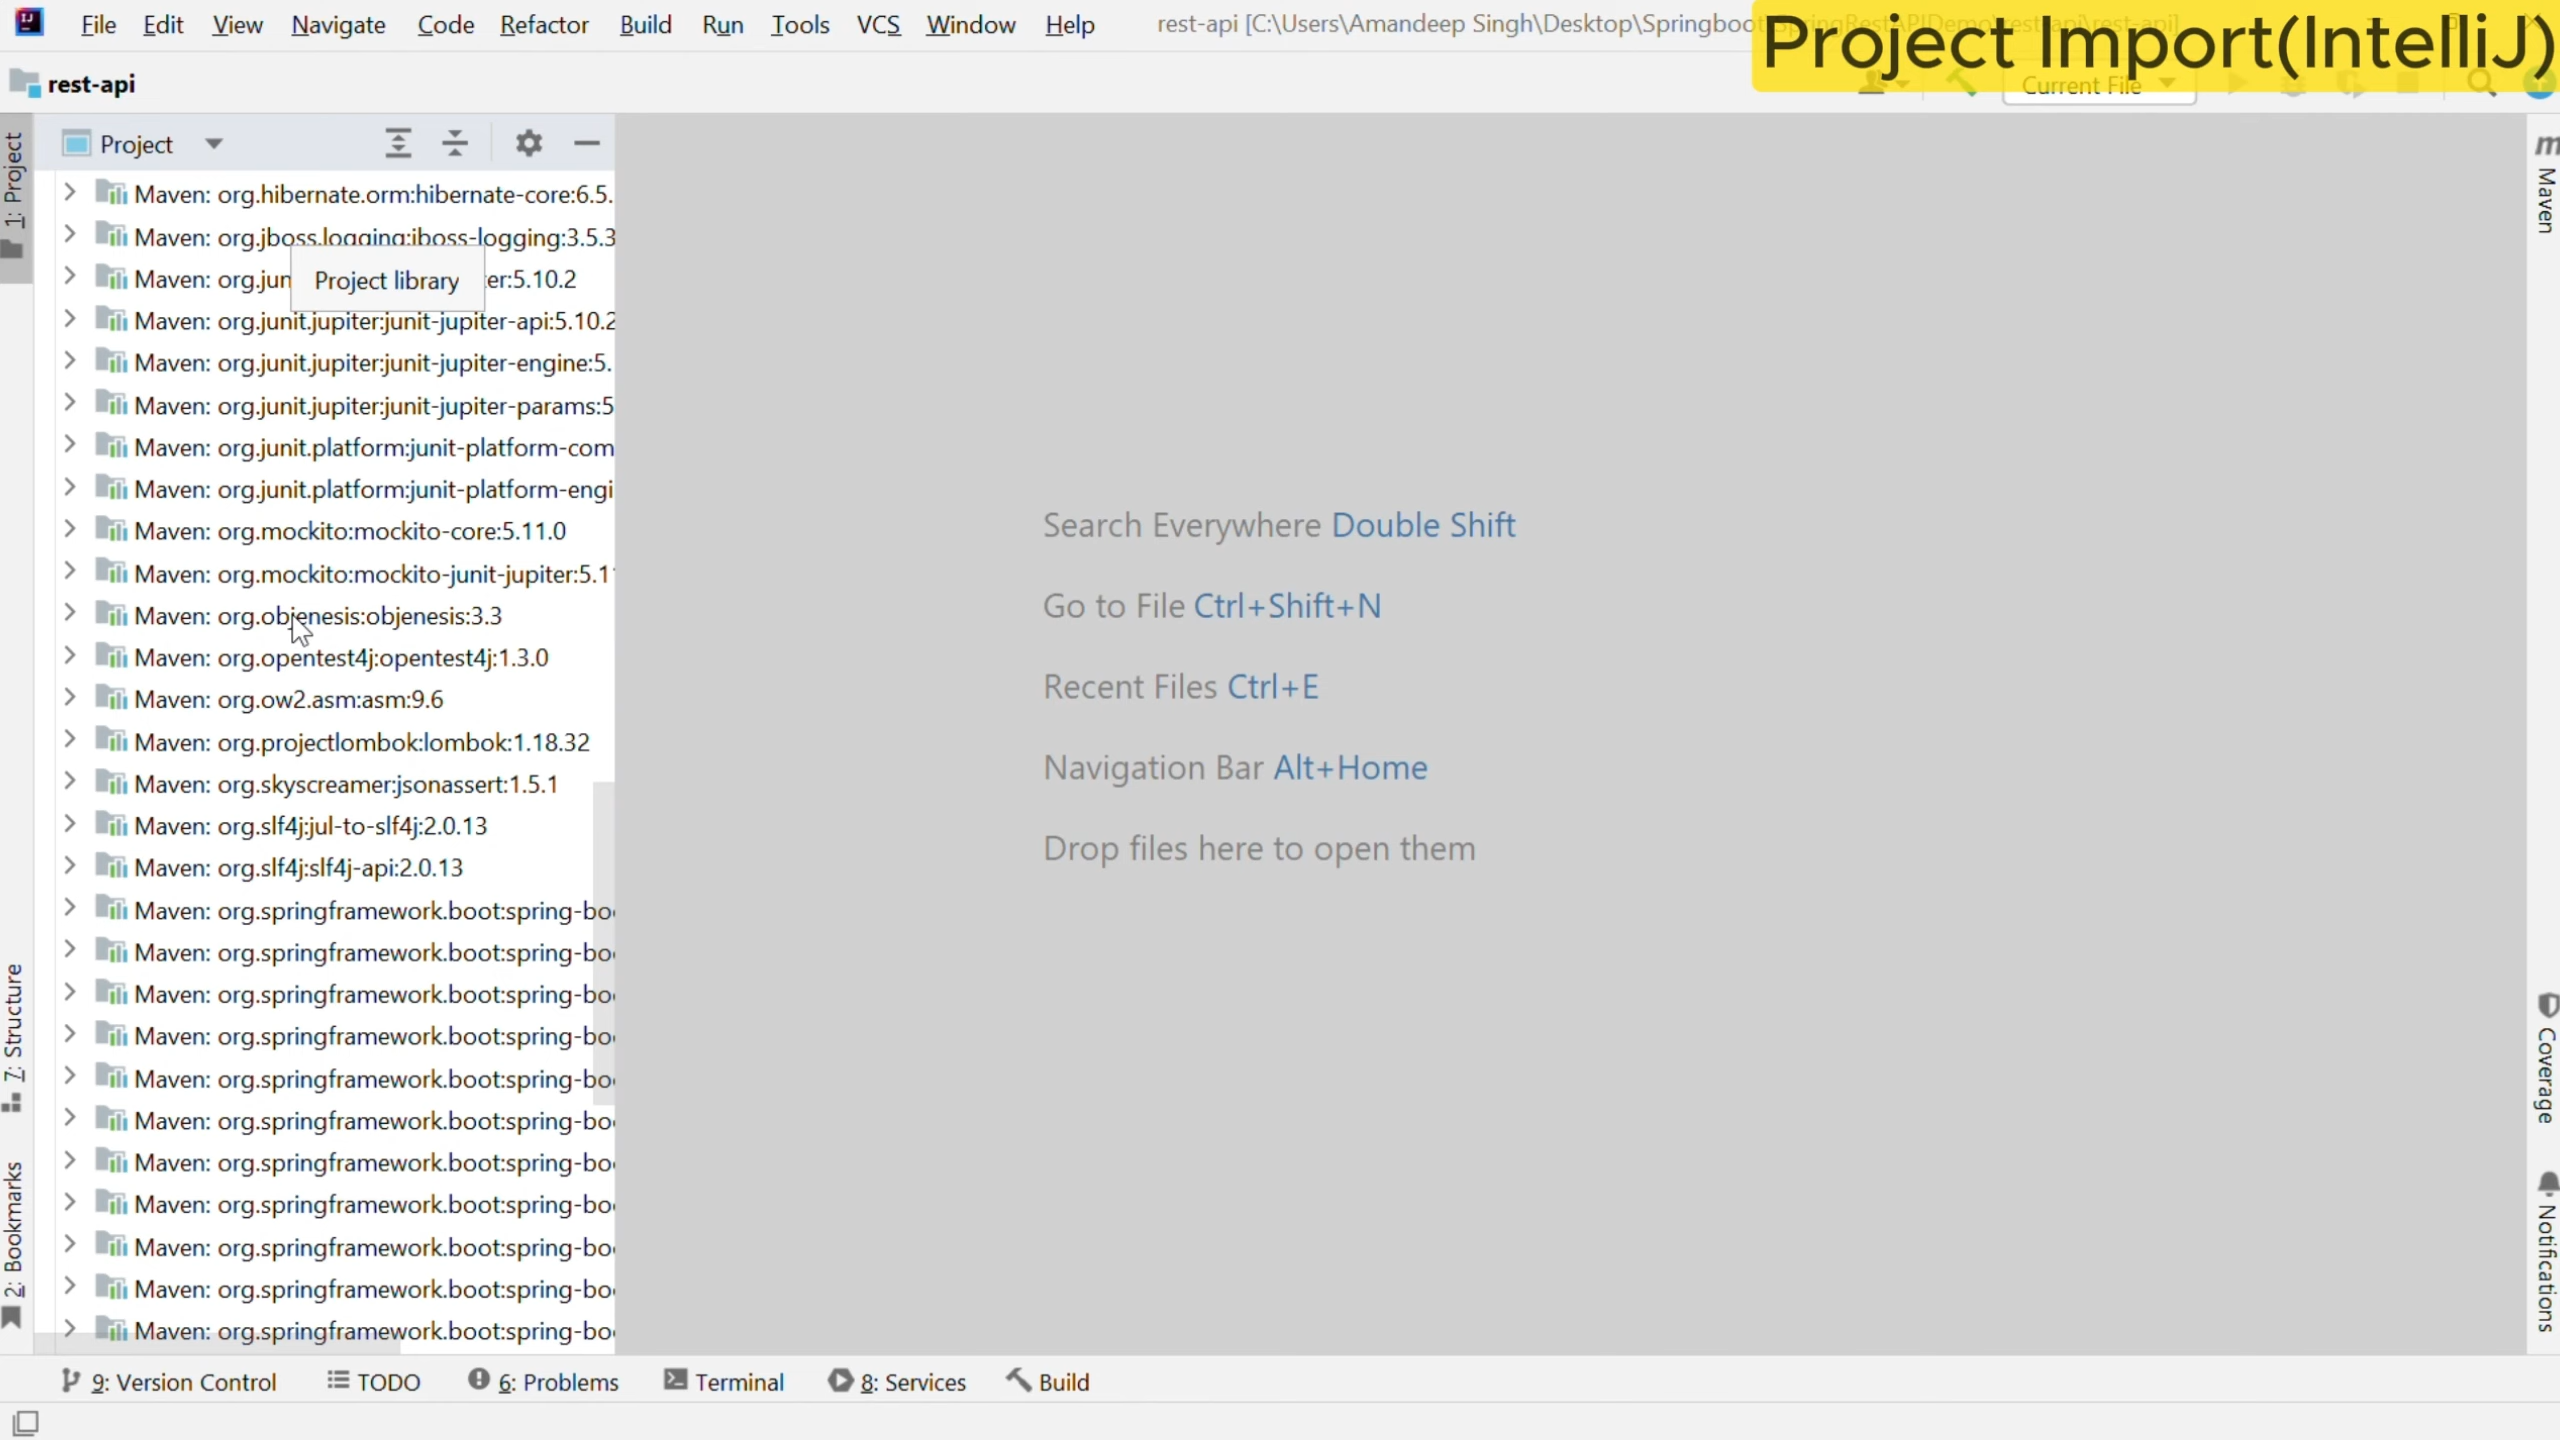 File Edit View Navigate Code Refactor Build Run Tools VCS Window Help rest-api [C:\Users\Amandeep Singh\Desktop\Springboot
Project Import(IntelliJ)
rest-api
Current File
1: Project
Project
Maven: org.hibernate.orm:hibernate-core:6.5.
Maven: org.jboss.logging:jboss-logging:3.5.3
Maven: org.jun
er:5.10.2
Project library
Maven: org.junit.jupiter:junit-jupiter-api:5.10.2
Maven: org.junit.jupiter:junit-jupiter-engine:5.
Maven: org.junit.jupiter:junit-jupiter-params:5
Maven: org.junit.platform:junit-platform-com
Maven: org.junit.platform:junit-platform-engi
Maven: org.mockito:mockito-core:5.11.0
Maven: org.mockito:mockito-junit-jupiter:5.1
Maven: org.objenesis:objenesis:3.3
Maven: org.opentest4j:opentest4j:1.3.0
Maven: org.ow2.asm:asm:9.6
Maven: org.projectlombok:lombok:1.18.32
Maven: org.skyscreamer:jsonassert:1.5.1
Maven: org.slf4j:jul-to-slf4j:2.0.13
Maven: org.slf4j:slf4j-api:2.0.13
Maven: org.springframework.boot:spring-bo
Maven: org.springframework.boot:spring-bo
Maven: org.springframework.boot:spring-bo
Maven: org.springframework.boot:spring-bo
Maven: org.springframework.boot:spring-bo
Maven: org.springframework.boot:spring-bo
Maven: org.springframework.boot:spring-bo
Maven: org.springframework.boot:spring-bo
Maven: org.springframework.boot:spring-bo
Maven: org.springframework.boot:spring-bo
Maven: org.springframework.boot:spring-bo
Search Everywhere Double Shift
Go to File Ctrl+Shift+N
Recent Files Ctrl+E
Navigation Bar Alt+Home
Drop files here to open them
m Maven
Coverage
Notifications
7: Structure
2: Bookmarks
9: Version Control TODO 6: Problems Terminal 8: Services Build